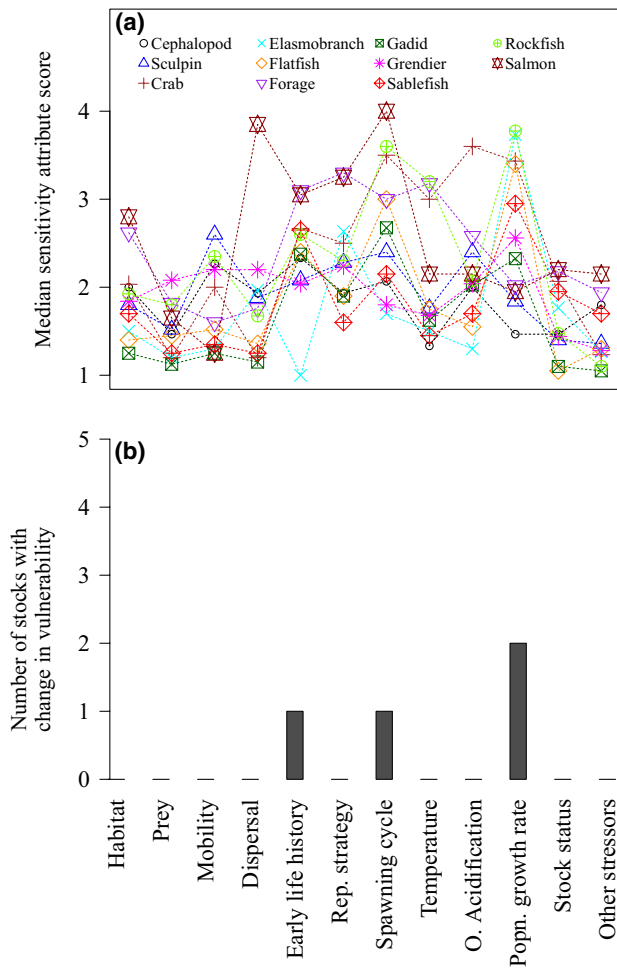 (a)
Cephalopod Elasmobranch Gadid Rockfish
Sculpin Flatfish Grendier Salmon
Crab Forage Sablefish
Median sensitivity attribute score
4
3
2
1
(b)
Number of stocks with
change in vulnerability
5
4
3
2
1
0
Habitat
Prey
Mobility
Dispersal
Early life history
Rep. strategy
Spawning cycle
Temperature
O. Acidification
Popn. growth rate
Stock status
Other stressors